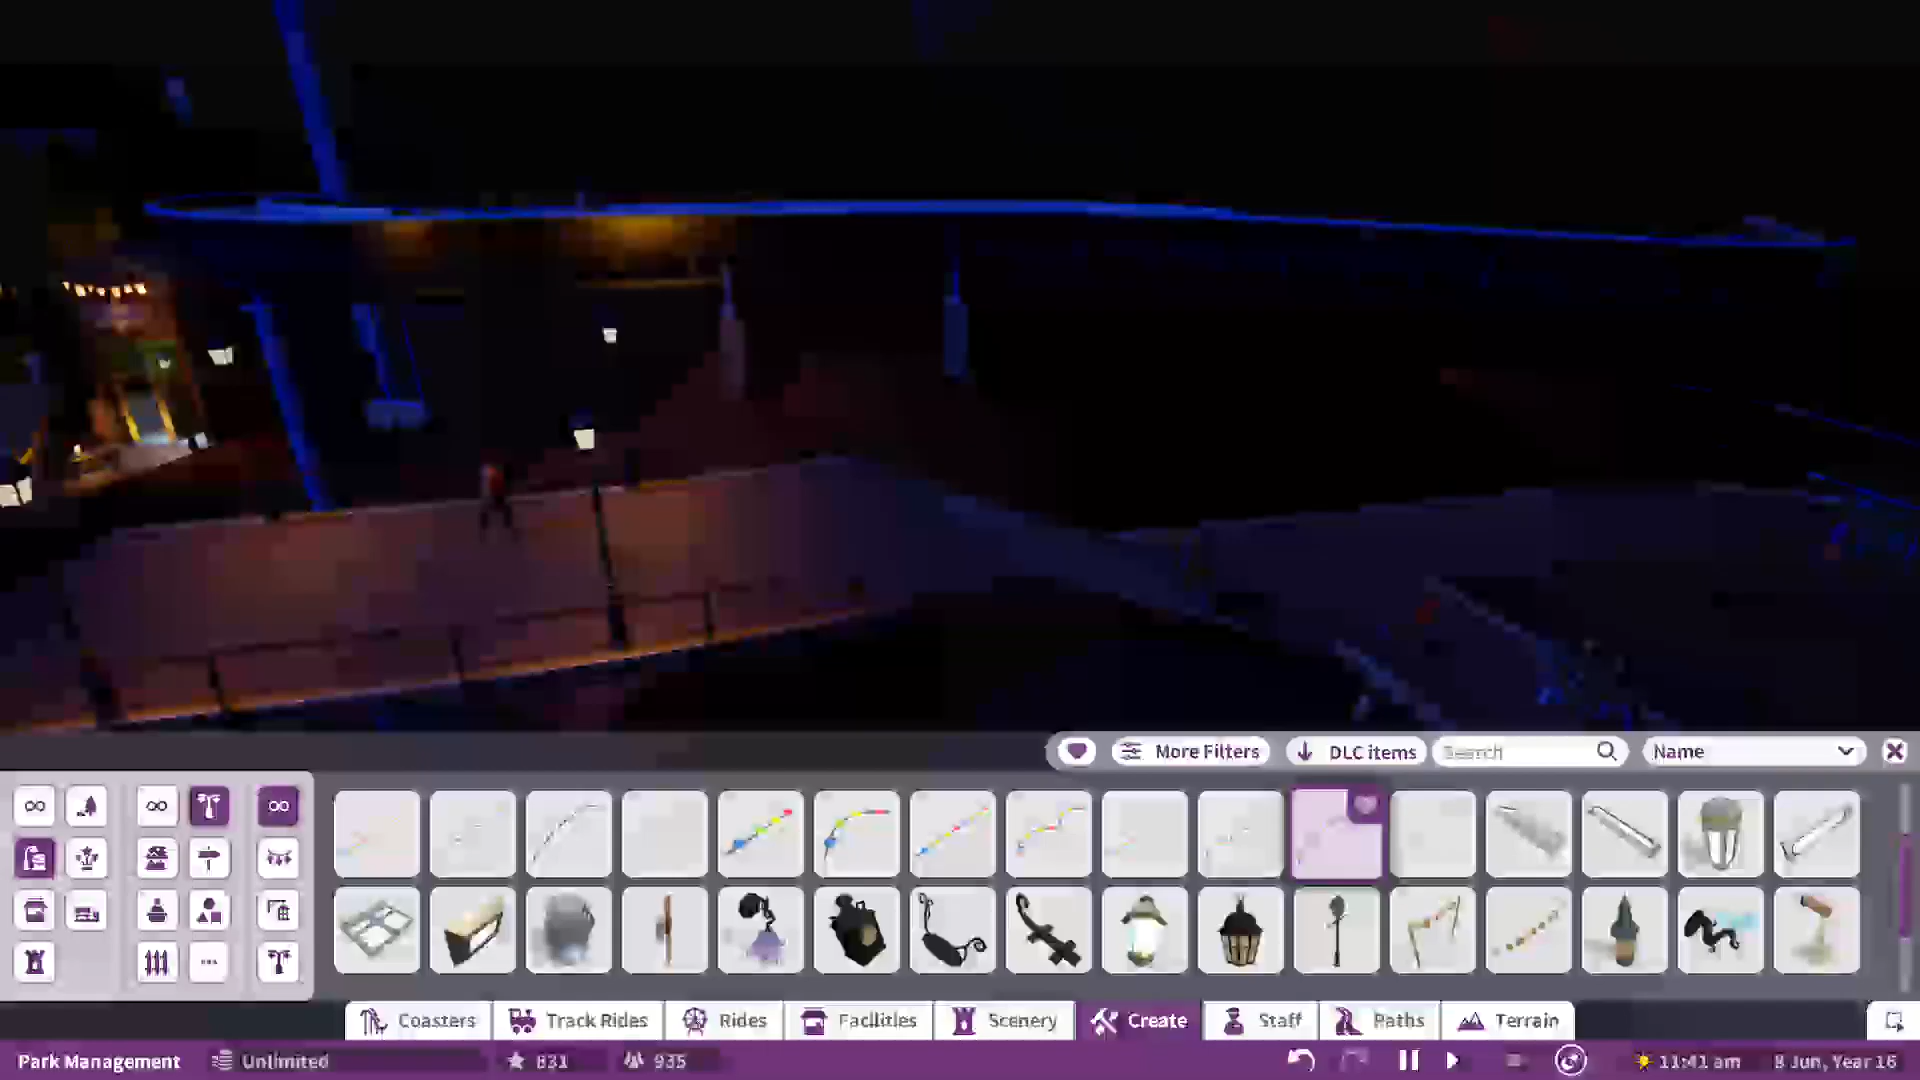 More Filters
DLC items
Search
Name
Coasters
Track Rides
Rides
Facilities
Scenery
Create
Staff
Paths
Terrain
Park Management
Unlimited
831
935
11:41 am
8 Jun, Year 16